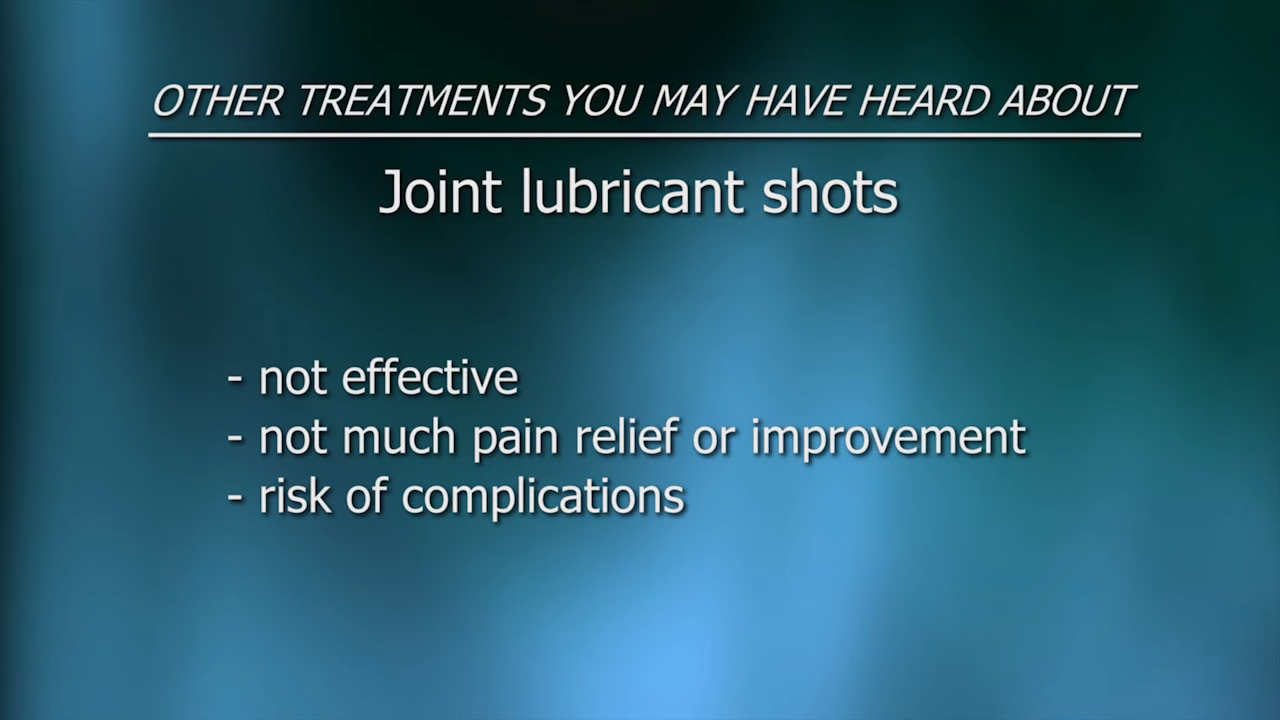 OTHER TREATMENTS YOU MAY HAVE HEARD ABOUT
Joint lubricant shots
- not effective
- not much pain relief or improvement
- risk of complications